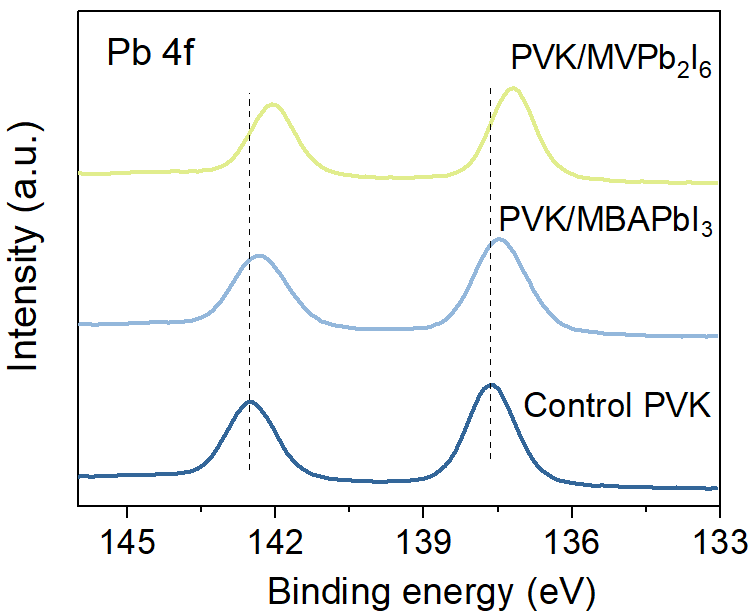 Pb 4f
PVK/MVPb₂I₆
PVK/MBAPbI₃
Control PVK
Intensity (a.u.)
145 142 139 136 133
Binding energy (eV)